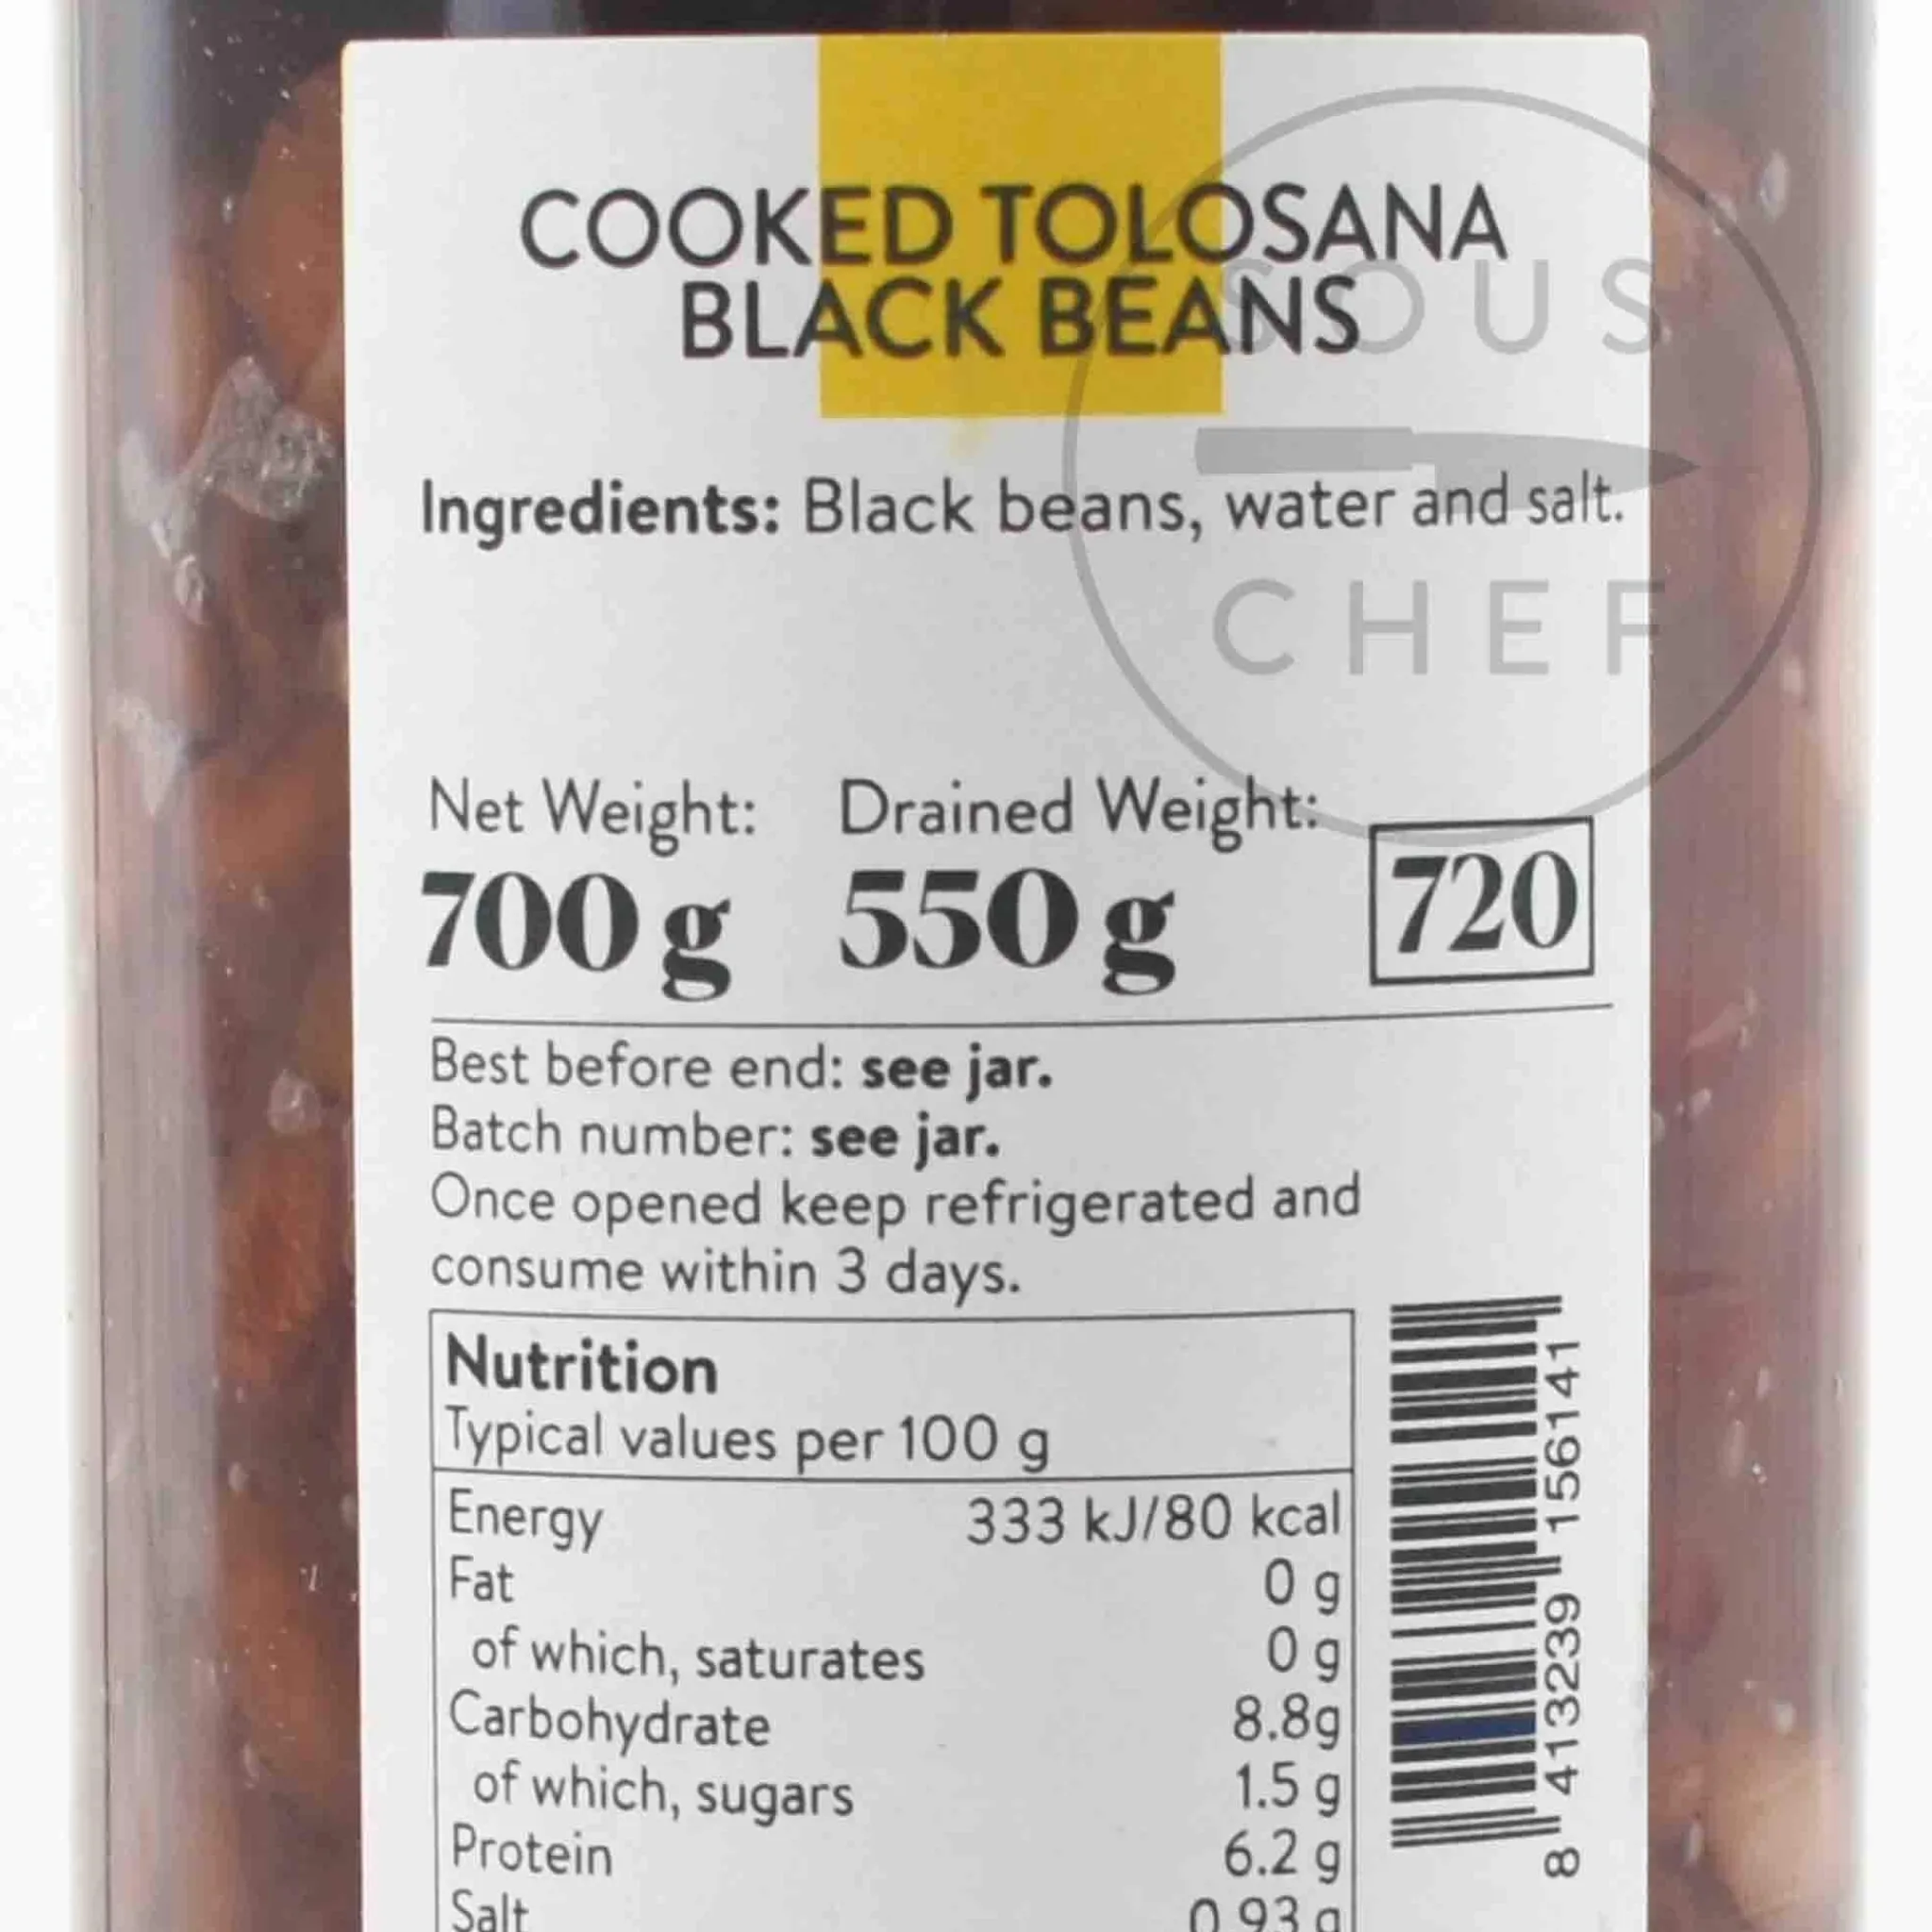 COOKED TOLOSANA
BLACK BEANS
SOUS
CHEF
Ingredients: Black beans, water and salt.
Net Weight: Drained Weight:
700 g 550 g 720
Best before end: see jar.
Batch number: see jar.
Once opened keep refrigerated and
consume within 3 days.
Nutrition
Typical values per 100 g
Energy 333 kJ/80 kcal
Fat 0 g
of which, saturates 0 g
Carbohydrate 8.8g
of which, sugars 1.5 g
Protein 6.2 g
Salt 0.93 g
8 413239 156141